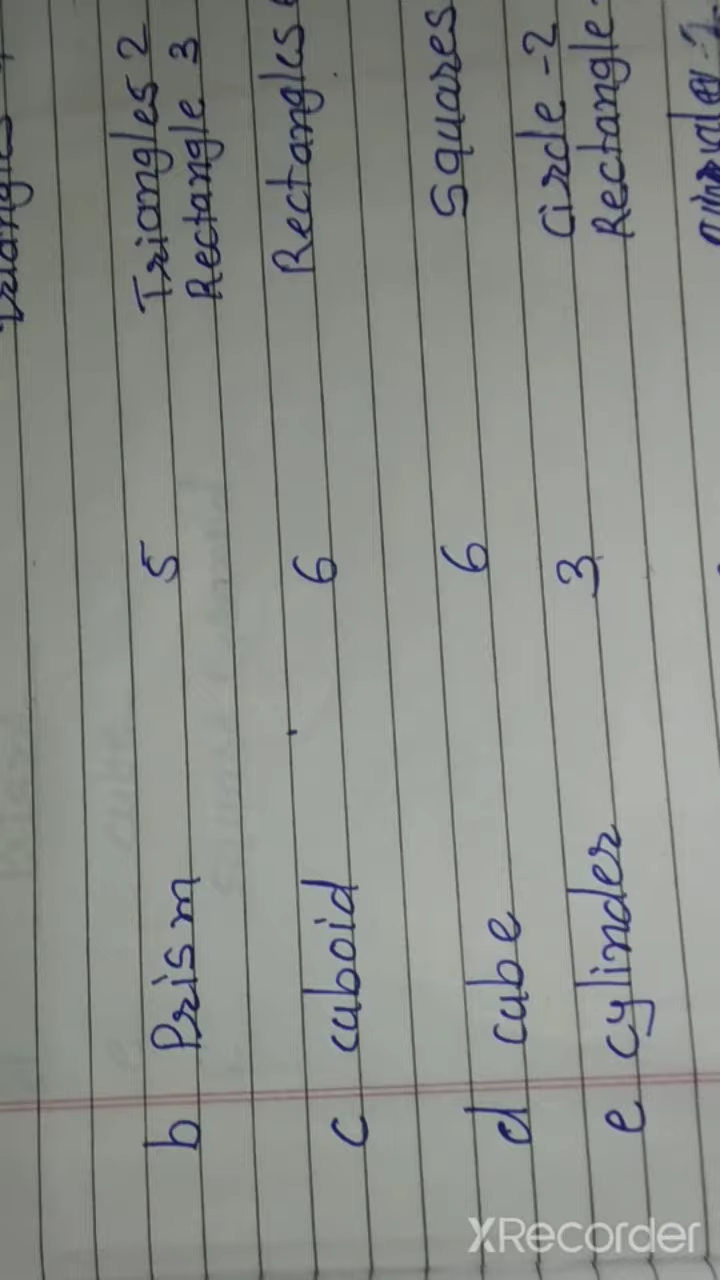 b Prism 5 Triangles 2
Rectangle 3
c cuboid 6 Rectangles
d cube 6 Squares
e cylinder 3 Circle - 2
Rectangle
XRecorder